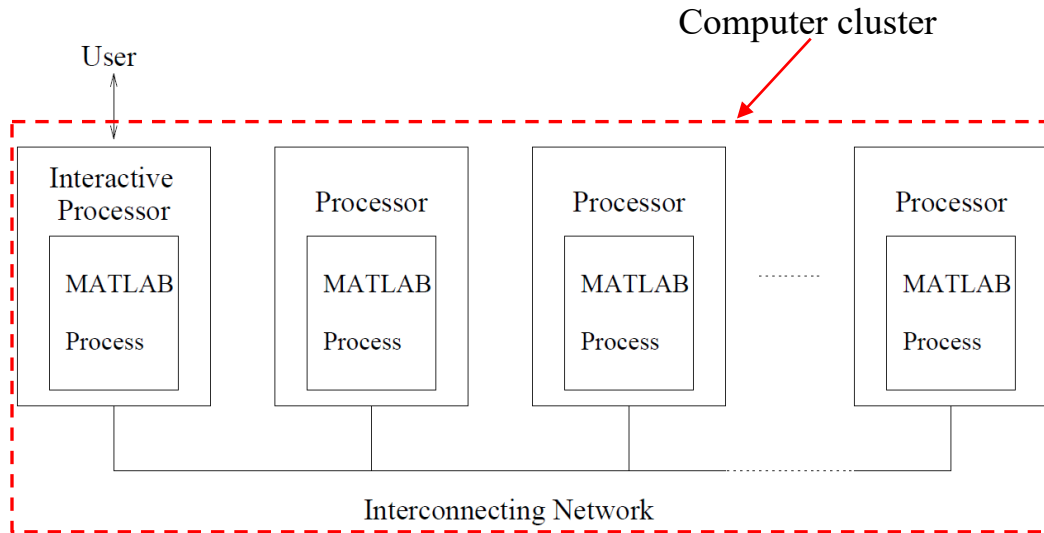 Computer cluster
User
Interactive
Processor
MATLAB
Process
Processor
MATLAB
Process
Processor
MATLAB
Process
Processor
MATLAB
Process
Interconnecting Network